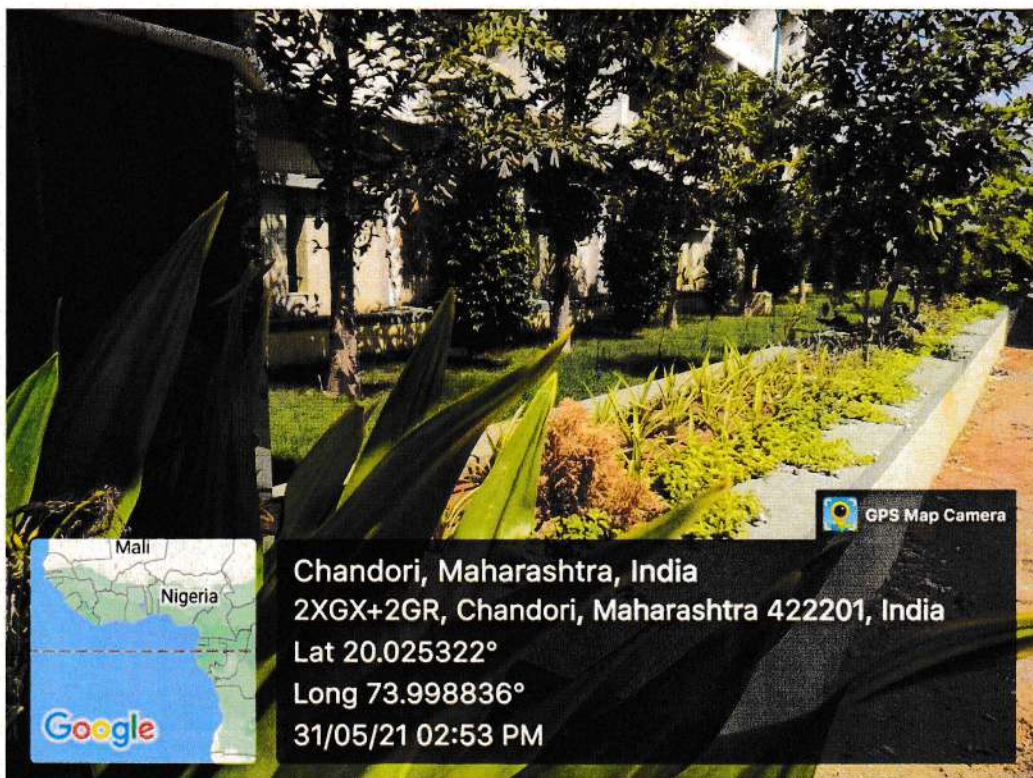 GPS Map Camera
Mali
Nigeria
Google
Chandori, Maharashtra, India
2XGX+2GR, Chandori, Maharashtra 422201, India
Lat 20.025322°
Long 73.998836°
31/05/21 02:53 PM